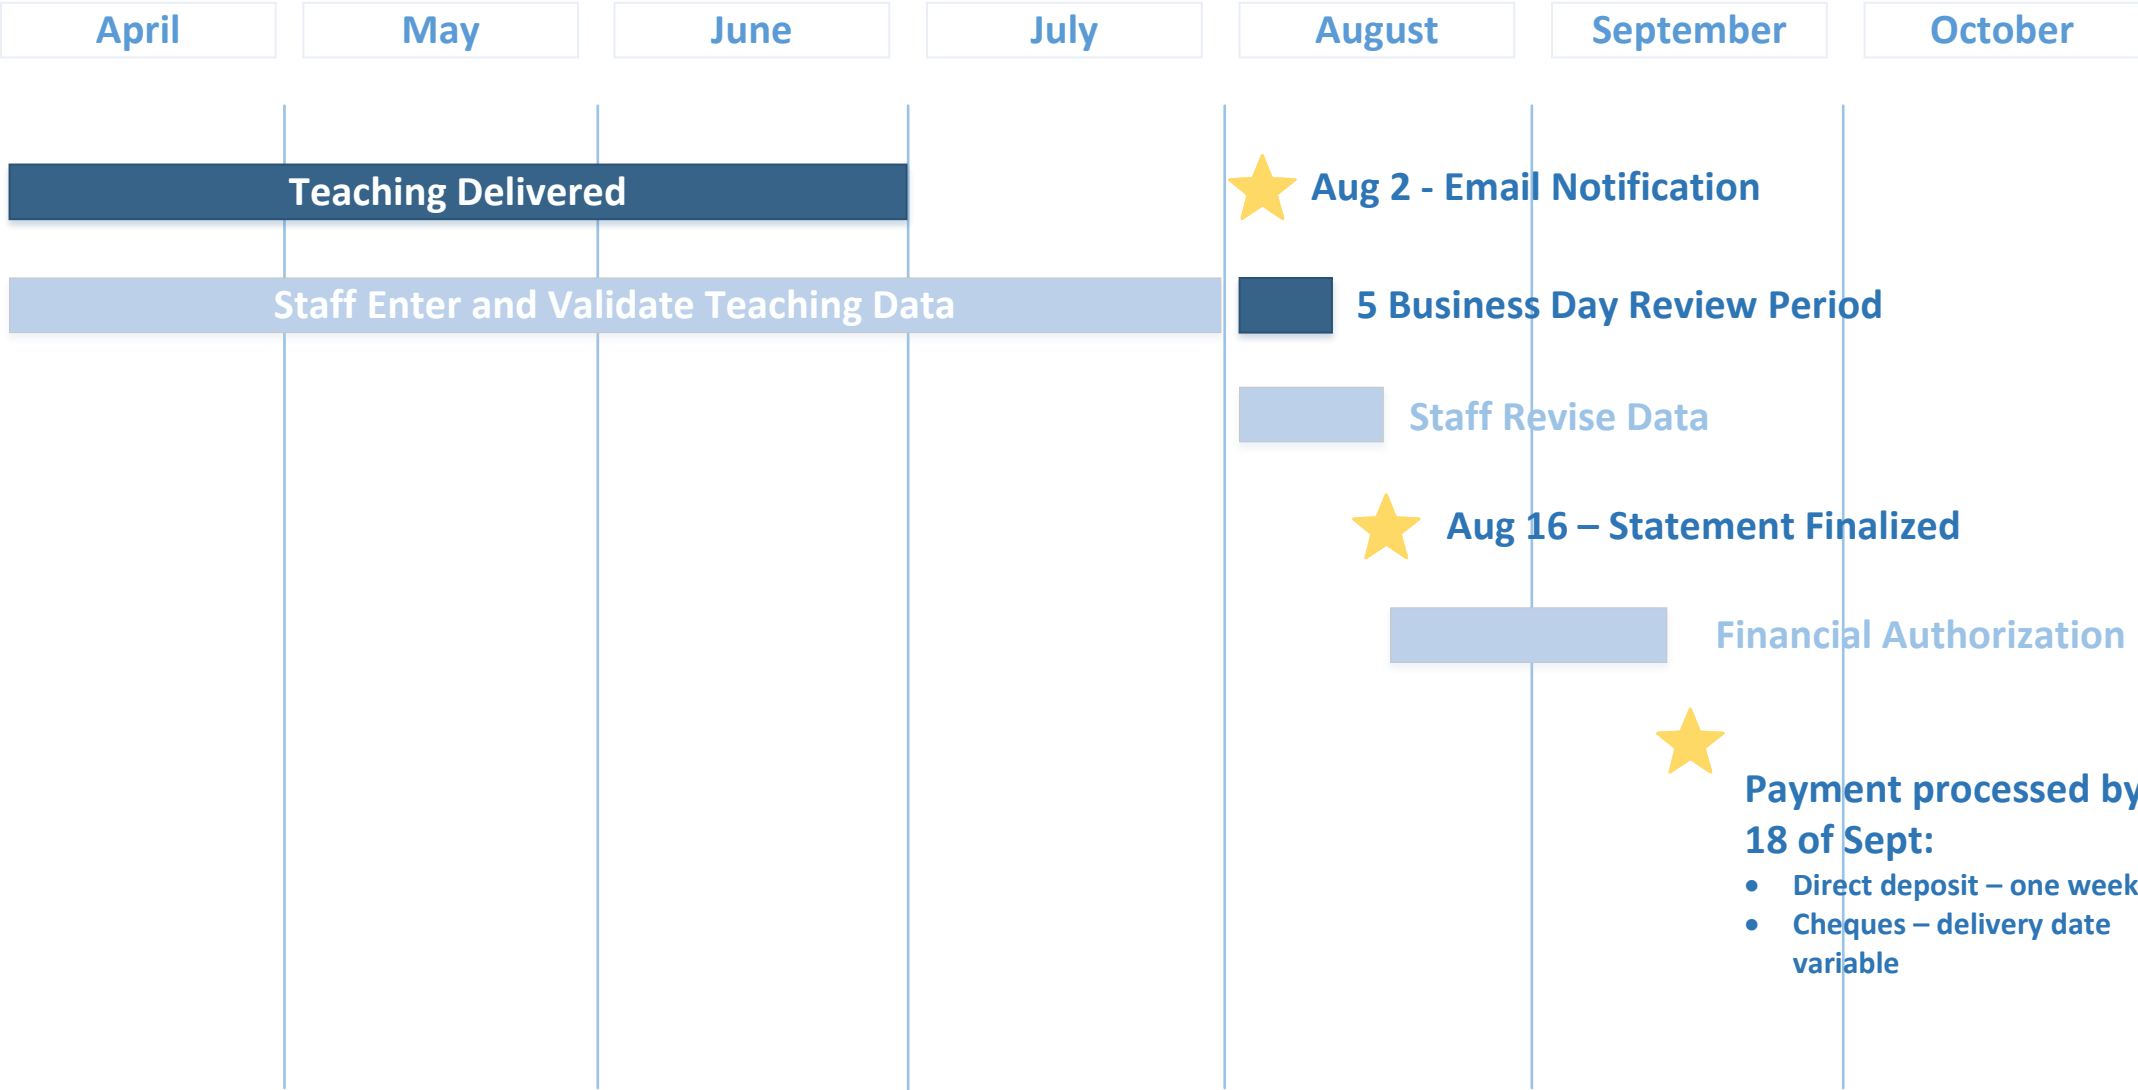 April
May
June
July
August
September
October
Teaching Delivered
Aug 2 - Email Notification
Staff Enter and Validate Teaching Data
5 Business Day Review Period
Staff Revise Data
Aug 16 – Statement Finalized
Financial Authorization
Payment processed by
18 of Sept:
• Direct deposit – one week
• Cheques – delivery date
variable